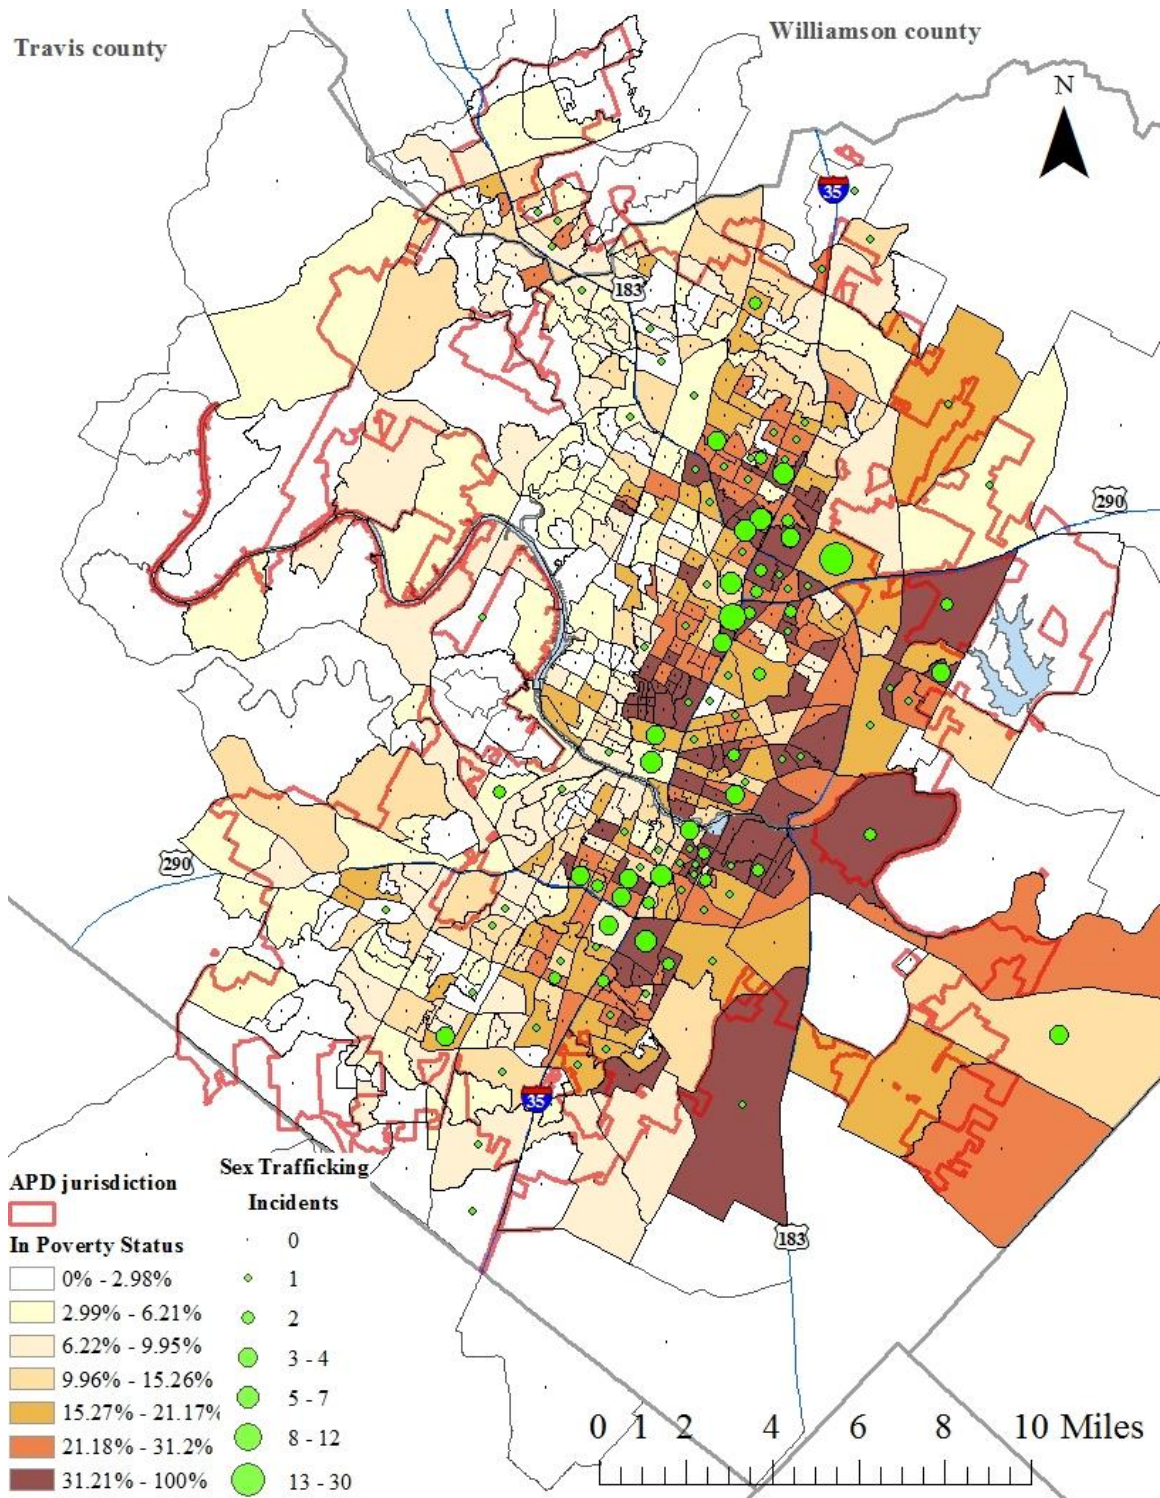 Travis county
Williamson county
N
35
183
290
290
35
183
APD jurisdiction
In Poverty Status
0% - 2.98%
2.99% - 6.21%
6.22% - 9.95%
9.96% - 15.26%
15.27% - 21.17%
21.18% - 31.2%
31.21% - 100%
Sex Trafficking
Incidents
0
1
2
3 - 4
5 - 7
8 - 12
13 - 30
0 1 2 4 6 8 10 Miles